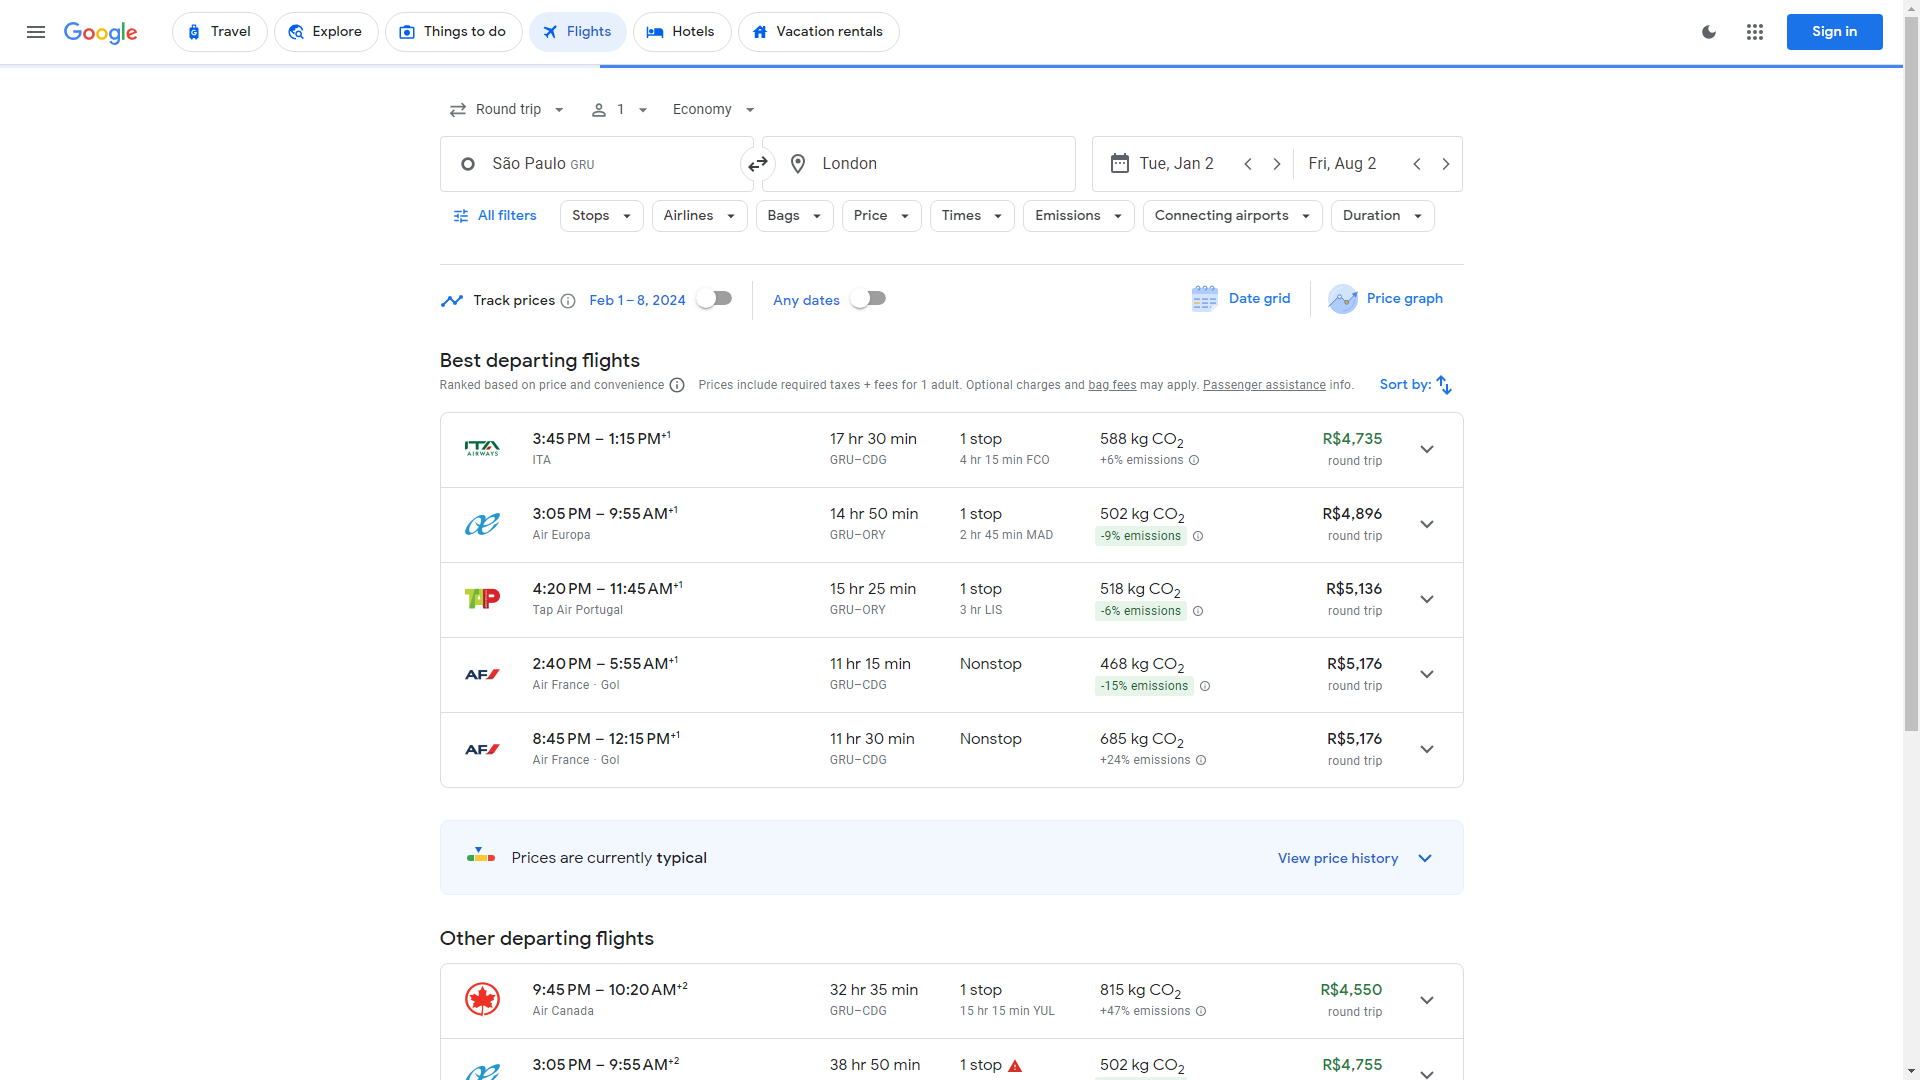 Google
Travel
Explore
Things to do
Flights
Hotels
Vacation rentals
Sign in
Round trip
1
Economy
São Paulo GRU
London
Tue, Jan 2
Fri, Aug 2
All filters
Stops
Airlines
Bags
Price
Times
Emissions
Connecting airports
Duration
Track prices
Feb 1 – 8, 2024
Any dates
Date grid
Price graph
Best departing flights
Ranked based on price and convenience
Prices include required taxes + fees for 1 adult. Optional charges and bag fees may apply. Passenger assistance info.
Sort by:
ITA AIRWAYS
3:45 PM – 1:15 PM+1
ITA
17 hr 30 min
GRU–CDG
1 stop
4 hr 15 min FCO
588 kg CO2
+6% emissions
R$4,735
round trip
3:05 PM – 9:55 AM+1
Air Europa
14 hr 50 min
GRU–ORY
1 stop
2 hr 45 min MAD
502 kg CO2
-9% emissions
R$4,896
round trip
TAP
4:20 PM – 11:45 AM+1
Tap Air Portugal
15 hr 25 min
GRU–ORY
1 stop
3 hr LIS
518 kg CO2
-6% emissions
R$5,136
round trip
AF
2:40 PM – 5:55 AM+1
Air France · Gol
11 hr 15 min
GRU–CDG
Nonstop
468 kg CO2
-15% emissions
R$5,176
round trip
AF
8:45 PM – 12:15 PM+1
Air France · Gol
11 hr 30 min
GRU–CDG
Nonstop
685 kg CO2
+24% emissions
R$5,176
round trip
Prices are currently typical
View price history
Other departing flights
9:45 PM – 10:20 AM+2
Air Canada
32 hr 35 min
GRU–CDG
1 stop
15 hr 15 min YUL
815 kg CO2
+47% emissions
R$4,550
round trip
3:05 PM – 9:55 AM+2
38 hr 50 min
1 stop
502 kg CO2
R$4,755